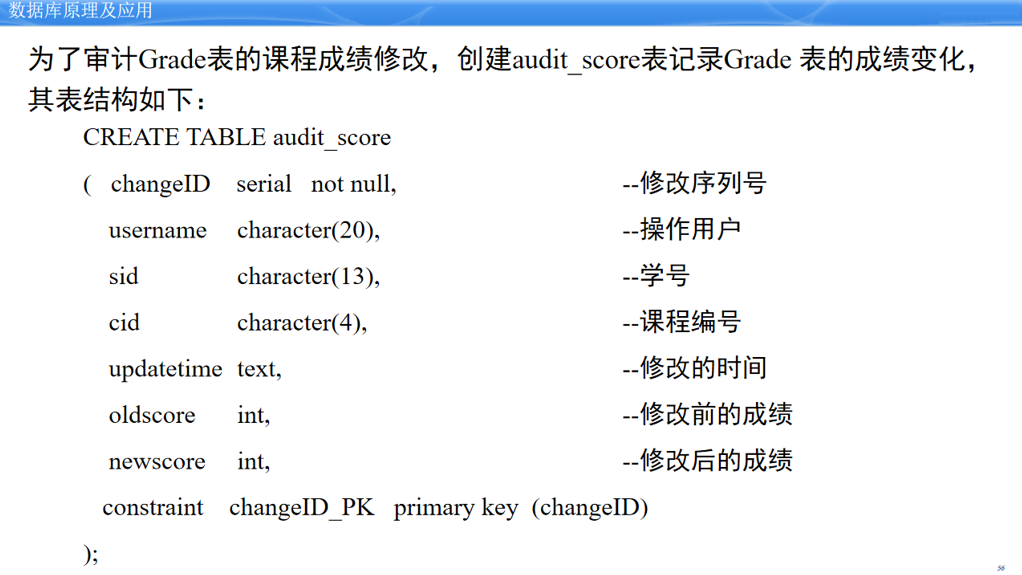 数据库原理及应用
为了审计Grade表的课程成绩修改，创建audit_score表记录Grade 表的成绩变化，
其表结构如下：
CREATE TABLE audit_score
( changeID serial not null, --修改序列号
username character(20), --操作用户
sid character(13), --学号
cid character(4), --课程编号
updatetime text, --修改的时间
oldscore int, --修改前的成绩
newscore int, --修改后的成绩
constraint changeID_PK primary key (changeID)
);
56